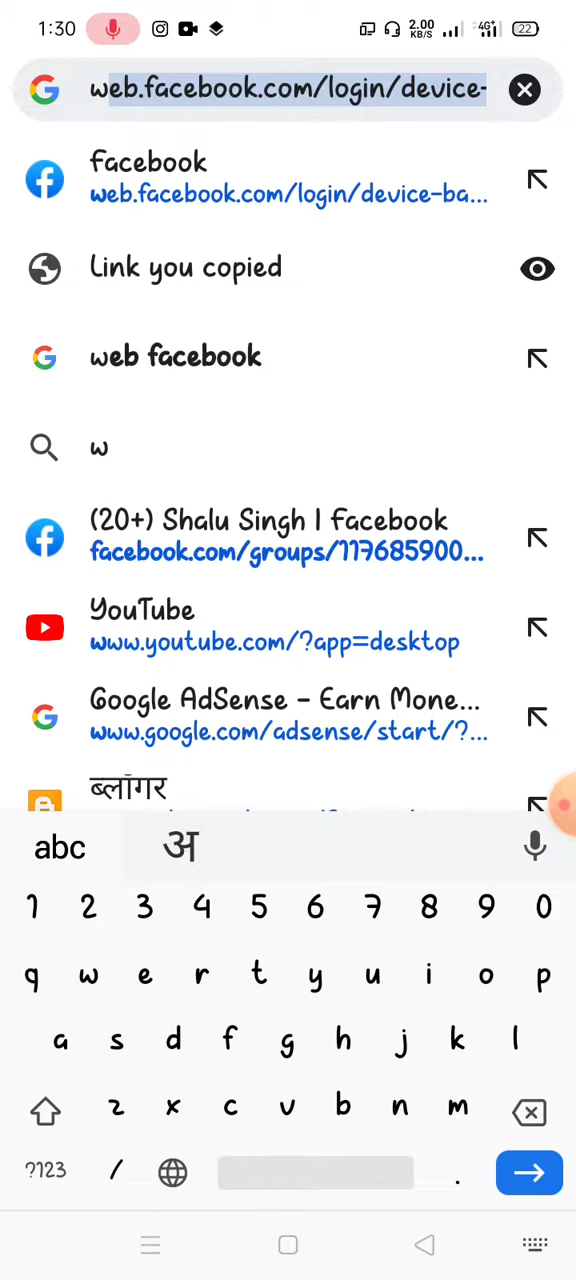 1:30 2.00 KB/S 4G+ 22
web.facebook.com/login/device-
Facebook
web.facebook.com/login/device-ba...
Link you copied
web facebook
w
(20+) Shalu Singh | Facebook
facebook.com/groups/117685900...
YouTube
www.youtube.com/?app=desktop
Google AdSense - Earn Mone...
www.google.com/adsense/start/?...
ब्लॉगर
abc अ
1 2 3 4 5 6 7 8 9 0
q w e r t y u i o p
a s d f g h j k l
z x c v b n m
?123 / .